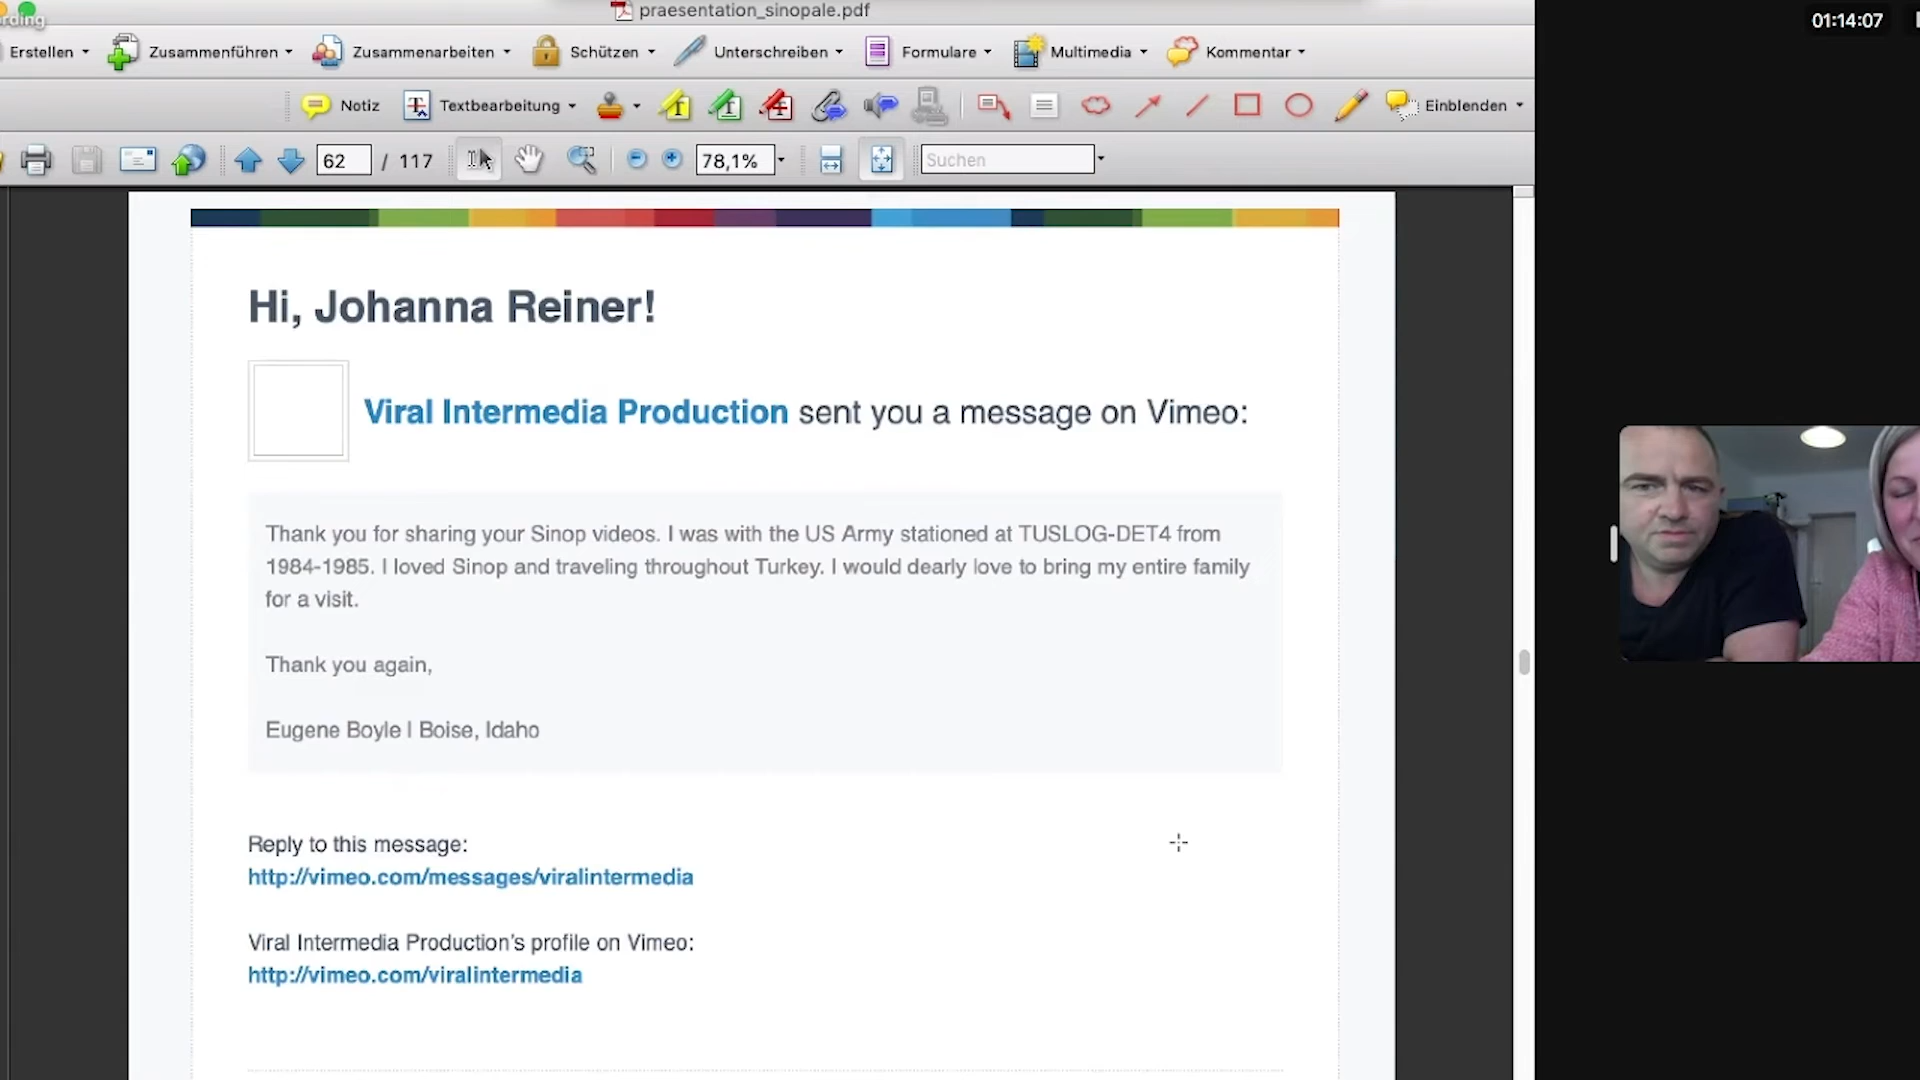 rding
praesentation_sinopale.pdf
01:14:07
Erstellen Zusammenführen Zusammenarbeiten Schützen Unterschreiben Formulare Multimedia Kommentar
Notiz Textbearbeitung Einblenden
62 / 117 78,1% Suchen
Hi, Johanna Reiner!
Viral Intermedia Production sent you a message on Vimeo:
Thank you for sharing your Sinop videos. I was with the US Army stationed at TUSLOG-DET4 from
1984-1985. I loved Sinop and traveling throughout Turkey. I would dearly love to bring my entire family
for a visit.
Thank you again,
Eugene Boyle | Boise, Idaho
Reply to this message:
http://vimeo.com/messages/viralintermedia
Viral Intermedia Production's profile on Vimeo:
http://vimeo.com/viralintermedia